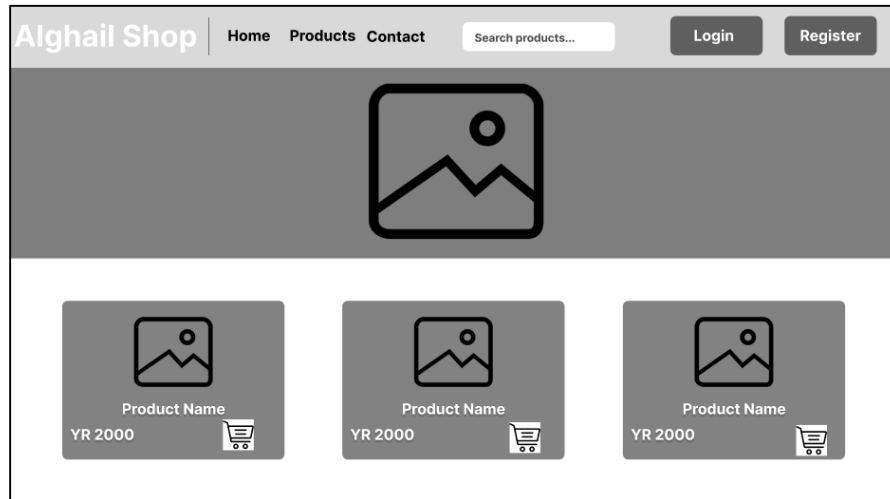 Alghail Shop
Home Products Contact
Search products...
Login
Register
Product Name
YR 2000
Product Name
YR 2000
Product Name
YR 2000